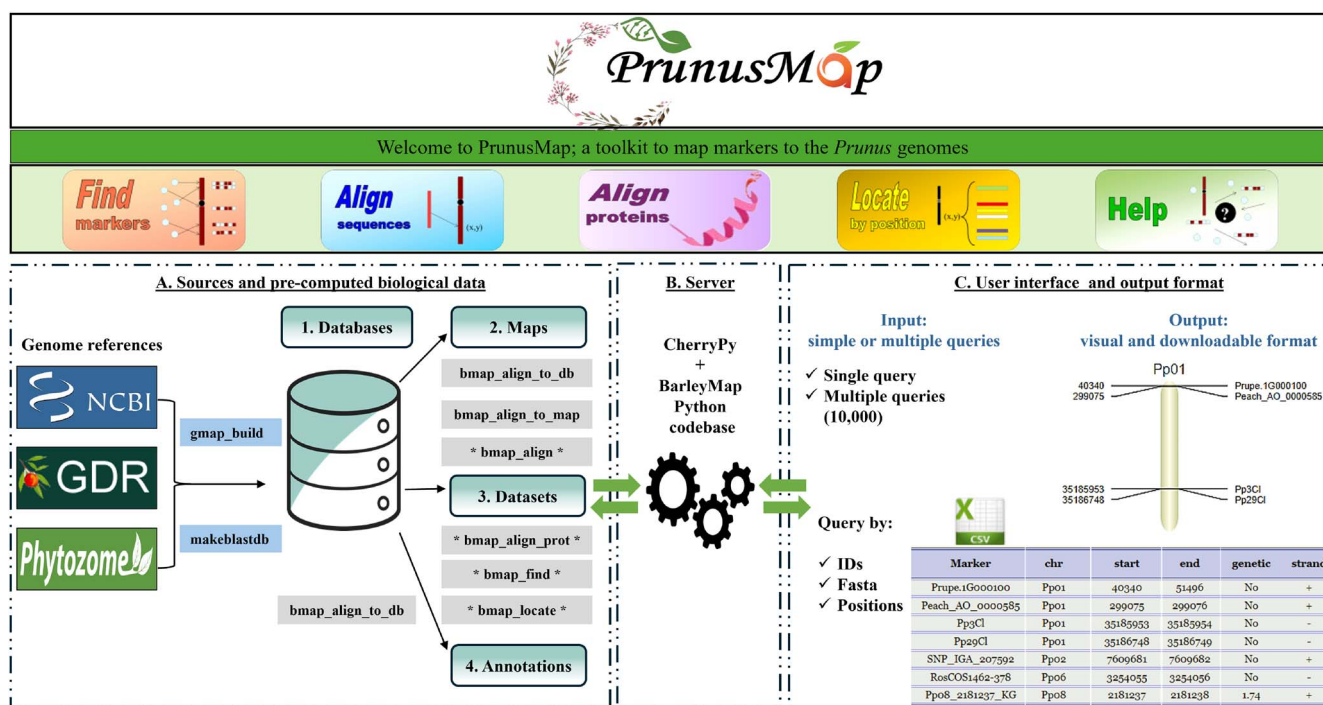 PrunusMap
Welcome to PrunusMap; a toolkit to map markers to the Prunus genomes
Find
markers
Align
sequences
(x,y)
Align
proteins
Locate
by position
(x,y)
Help
?
A. Sources and pre-computed biological data
Genome references
NCBI
GDR
Phytozome
gmap_build
makeblastdb
1. Databases
2. Maps
bmap_align_to_db
bmap_align_to_map
* bmap_align *
3. Datasets
* bmap_align_prot *
* bmap_find *
* bmap_locate *
bmap_align_to_db
4. Annotations
B. Server
CherryPy
+
BarleyMap
Python
codebase
C. User interface and output format
Input:
simple or multiple queries
✓ Single query
✓ Multiple queries
(10,000)
Query by:
✓ IDs
✓ Fasta
✓ Positions
Output:
visual and downloadable format
Pp01
40340 Prupe.1G000100
299075 Peach_AO_0000585
35185953 Pp3Cl
35186748 Pp29Cl
X
CSV
Marker chr start end genetic strand
Prupe.1G000100 Pp01 40340 51496 No +
Peach_AO_0000585 Pp01 299075 299076 No +
Pp3Cl Pp01 35185953 35185954 No -
Pp29Cl Pp01 35186748 35186749 No -
SNP_IGA_207592 Pp02 7609681 7609682 No +
RosCOS1462-378 Pp06 3254055 3254056 No -
Pp08_2181237_KG Pp08 2181237 2181238 1.74 +